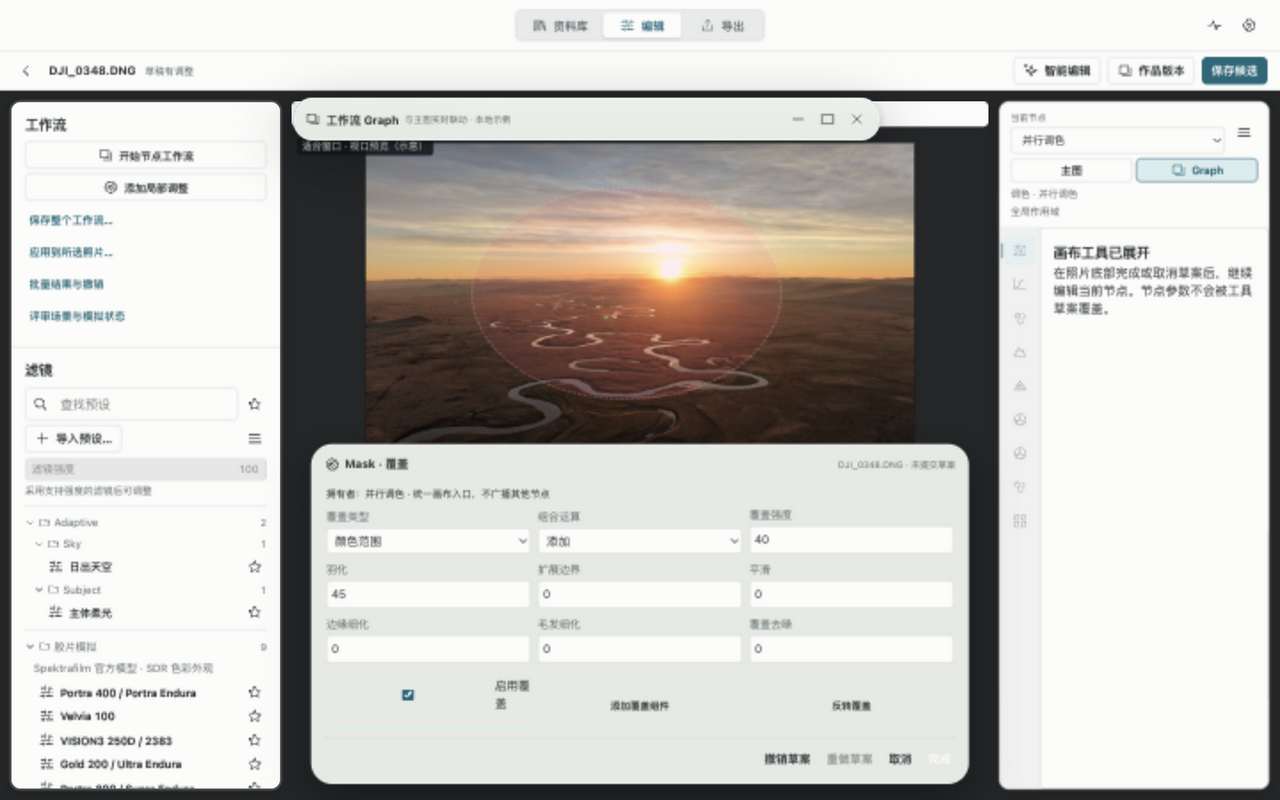 资料库
编辑
导出
DJI_0348.DNG 草稿有调整
智能编辑
作品版本
保存候选
工作流
开始节点工作流
添加局部调整
保存整个工作流...
应用到所选照片...
批量结果与撤销
评审场景与模拟状态
滤镜
查找预设
导入预设...
滤镜强度 100
采用支持强度的滤镜后可调整
Adaptive 2
Sky 1
日出天空
Subject 1
主体柔光
胶片模拟 9
Spektrafilm 官方模型 · SDR 色彩外观
Portra 400 / Portra Endura
Velvia 100
VISION3 250D / 2383
Gold 200 / Ultra Endura
工作流 Graph 与主图实时联动 · 本地示例
适合窗口 · 视口预览（示意）
Mask · 覆盖
DJI_0348.DNG · 未提交草案
拥有者：并行调色 · 统一画布入口，不广播其他节点
覆盖类型 组合运算 覆盖强度
颜色范围 添加 40
羽化 扩展边界 平滑
45 0 0
边缘细化 毛发细化 覆盖去噪
0 0 0
启用覆盖
添加覆盖组件
反转覆盖
撤销草案 重做草案 取消 完成
当前节点
并行调色
主图
Graph
调色 · 并行调色
全局作用域
画布工具已展开
在照片底部完成或取消草案后，继续
编辑当前节点。节点参数不会被工具
草案覆盖。